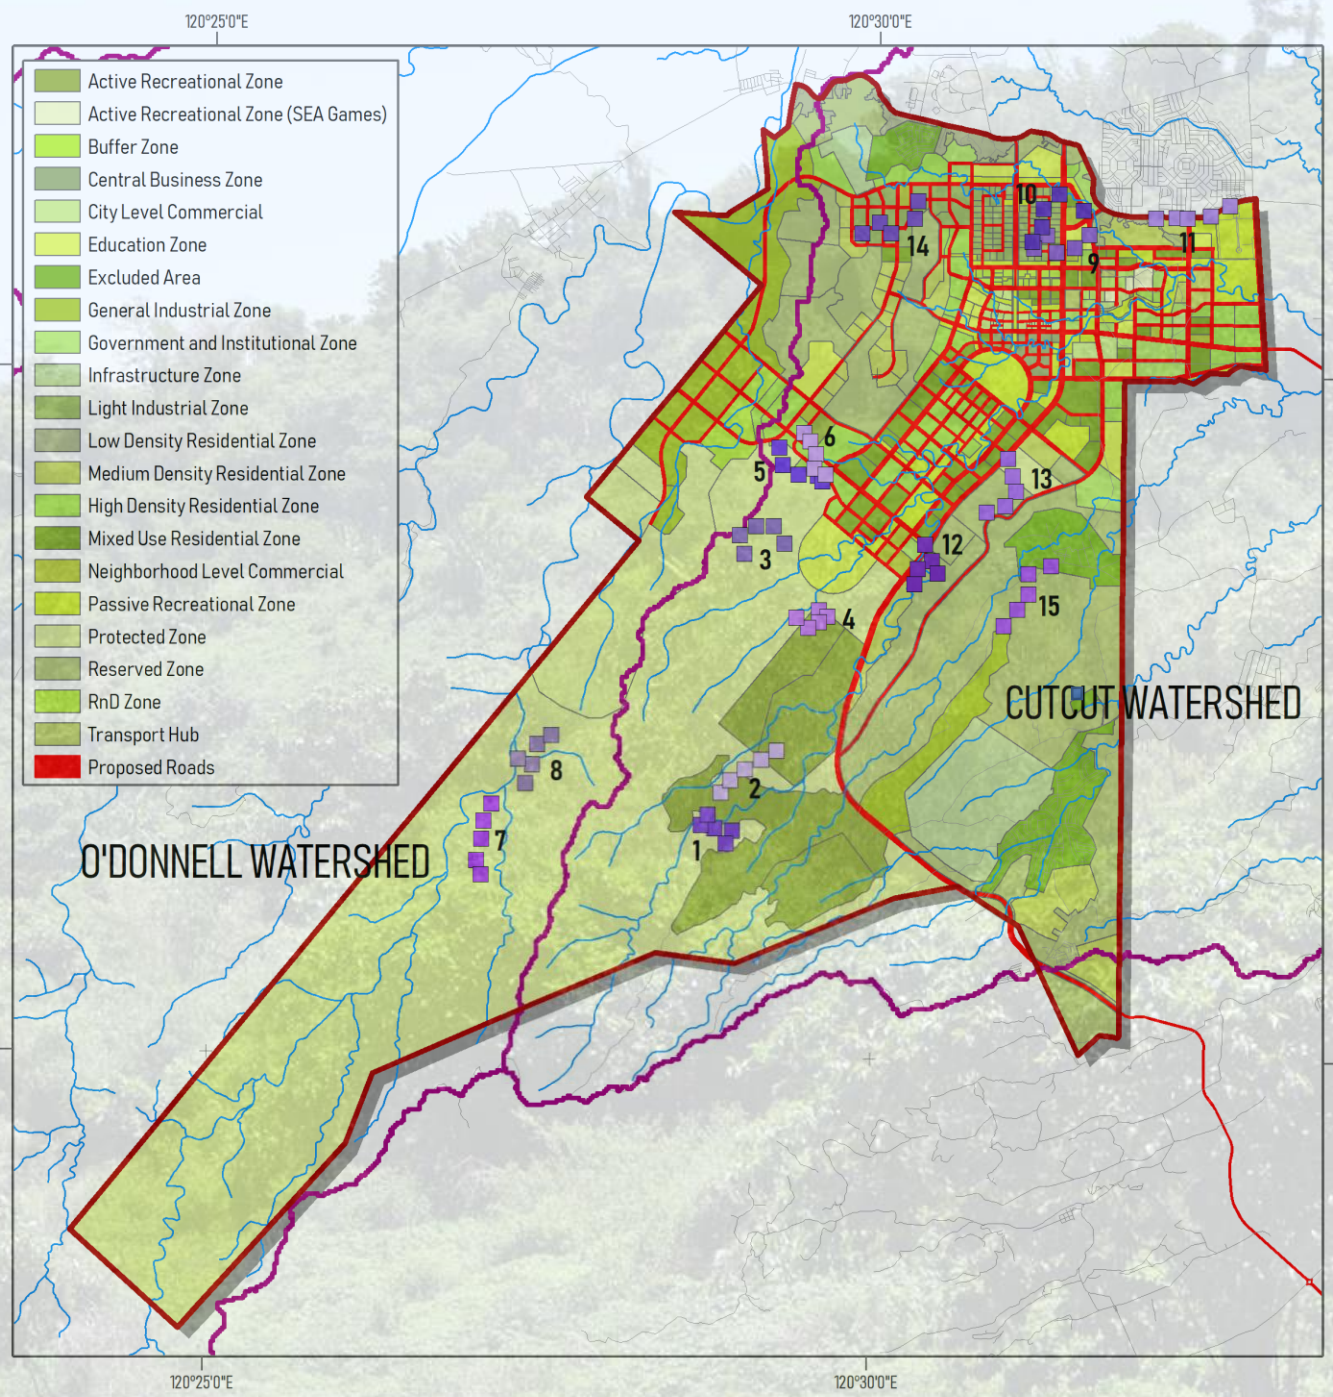 120°25'0"E
120°30'0"E
Active Recreational Zone
Active Recreational Zone (SEA Games)
Buffer Zone
Central Business Zone
City Level Commercial
Education Zone
Excluded Area
General Industrial Zone
Government and Institutional Zone
Infrastructure Zone
Light Industrial Zone
Low Density Residential Zone
Medium Density Residential Zone
High Density Residential Zone
Mixed Use Residential Zone
Neighborhood Level Commercial
Passive Recreational Zone
Protected Zone
Reserved Zone
RnD Zone
Transport Hub
Proposed Roads
10
14
11
9
6
5
13
3
12
4
15
CUTCUT WATERSHED
8
2
7
1
O'DONNELL WATERSHED
120°25'0"E
120°30'0"E